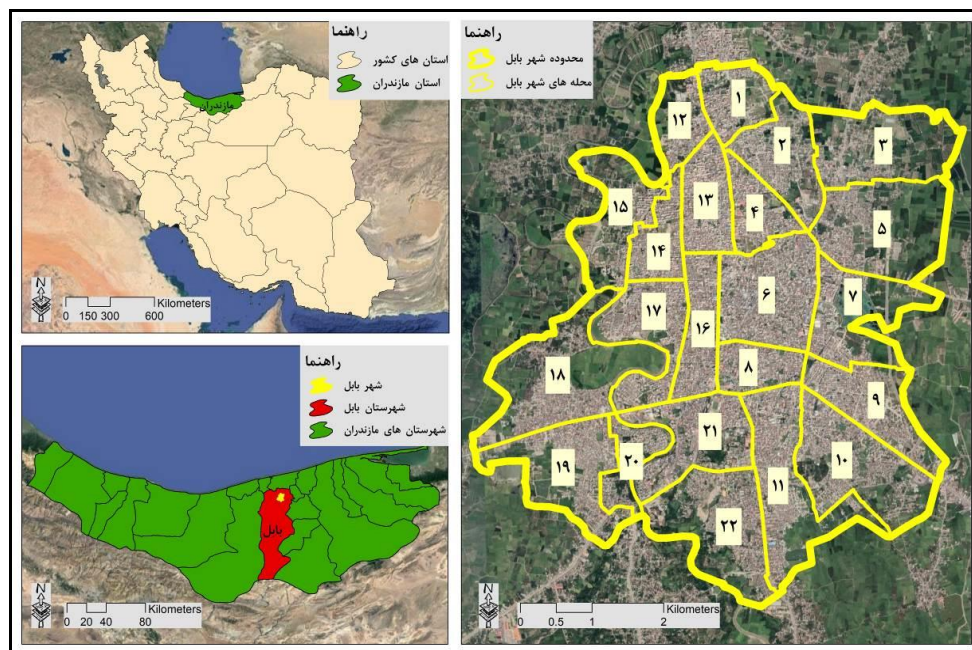 راهنما
استان های کشور
استان مازندران
مازندران
N
0 150 300 600
Kilometers
راهنما
شهر بابل
شهرستان بابل
شهرستان های مازندران
بابل
N
0 20 40 80
Kilometers
راهنما
محدوده شهر بابل
محله های شهر بابل
۱
۱۲
۲
۳
۱۳
۴
۱۵
۵
۱۴
۶
۷
۱۷
۱۶
۸
۱۸
۹
۲۱
۱۰
۱۹
۲۰
۱۱
۲۲
N
0 0.5 1 2
Kilometers